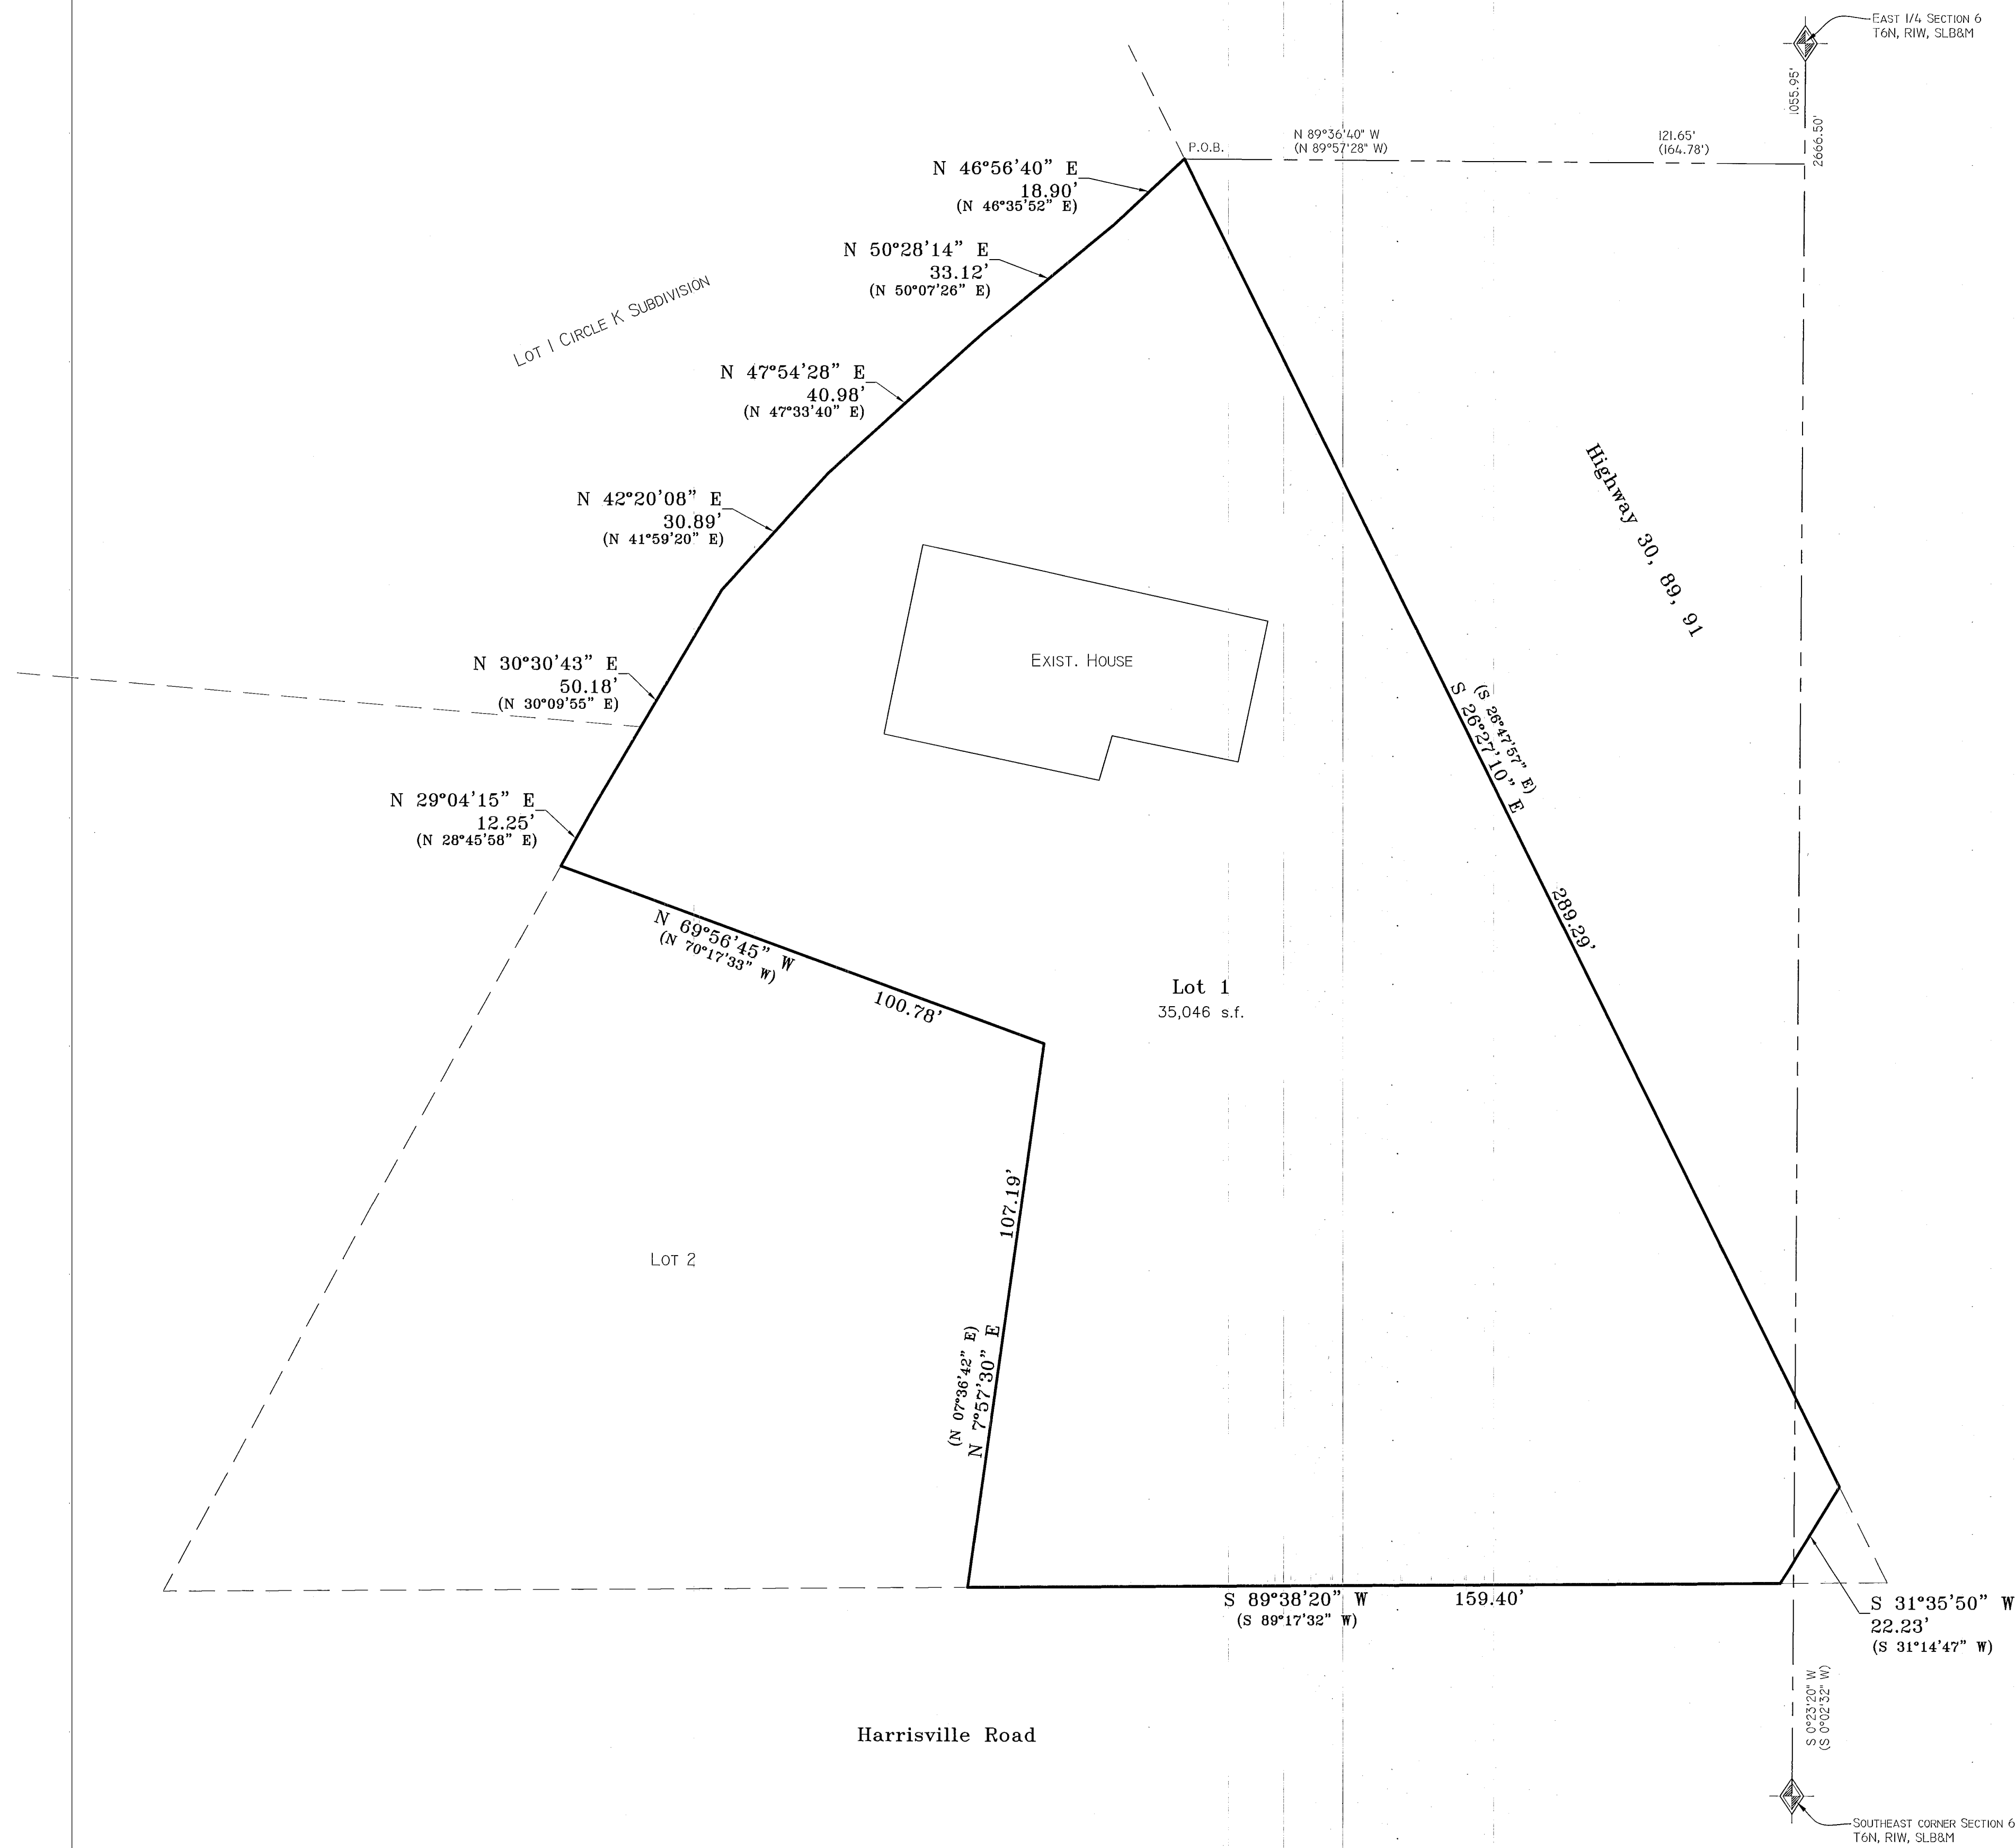 East 1/4 Section 6
T6N, R1W, SLB&M
1055.95'
2666.50'
P.O.B.
N 89°36'40" W
(N 89°57'28" W)
121.65'
(164.78')
N 46°56'40" E
18.90'
(N 46°35'52" E)
N 50°28'14" E
33.12'
(N 50°07'26" E)
Lot 1 Circle K Subdivision
N 47°54'28" E
40.98'
(N 47°33'40" E)
N 42°20'08" E
30.89'
(N 41°59'20" E)
Highway 30, 89, 91
Exist. House
N 30°30'43" E
50.18'
(N 30°09'55" E)
(S 26°47'57" E)
S 26°27'10" E
289.29'
N 29°04'15" E
12.25'
(N 28°45'58" E)
N 69°56'45" W
(N 70°17'33" W)
100.78'
Lot 1
35,046 s.f.
107.19'
Lot 2
(N 07°36'42" E)
N 7°57'30" E
S 89°38'20" W
(S 89°17'32" W)
159.40'
S 31°35'50" W
22.23'
(S 31°14'47" W)
S 0°23'20" W
(S 0°02'32" W)
Harrisville Road
Southeast corner Section 6
T6N, R1W, SLB&M